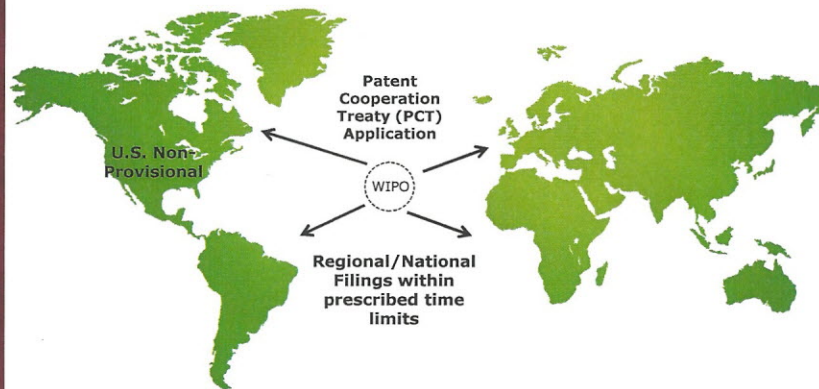 Patent
Cooperation
Treaty (PCT)
Application
U.S. Non-
Provisional
WIPO
Regional/National
Filings within
prescribed time
limits